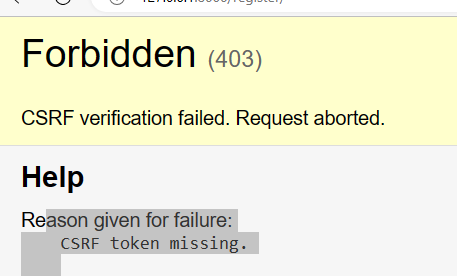 Forbidden (403)
CSRF verification failed. Request aborted.
Help
Reason given for failure:
CSRF token missing.